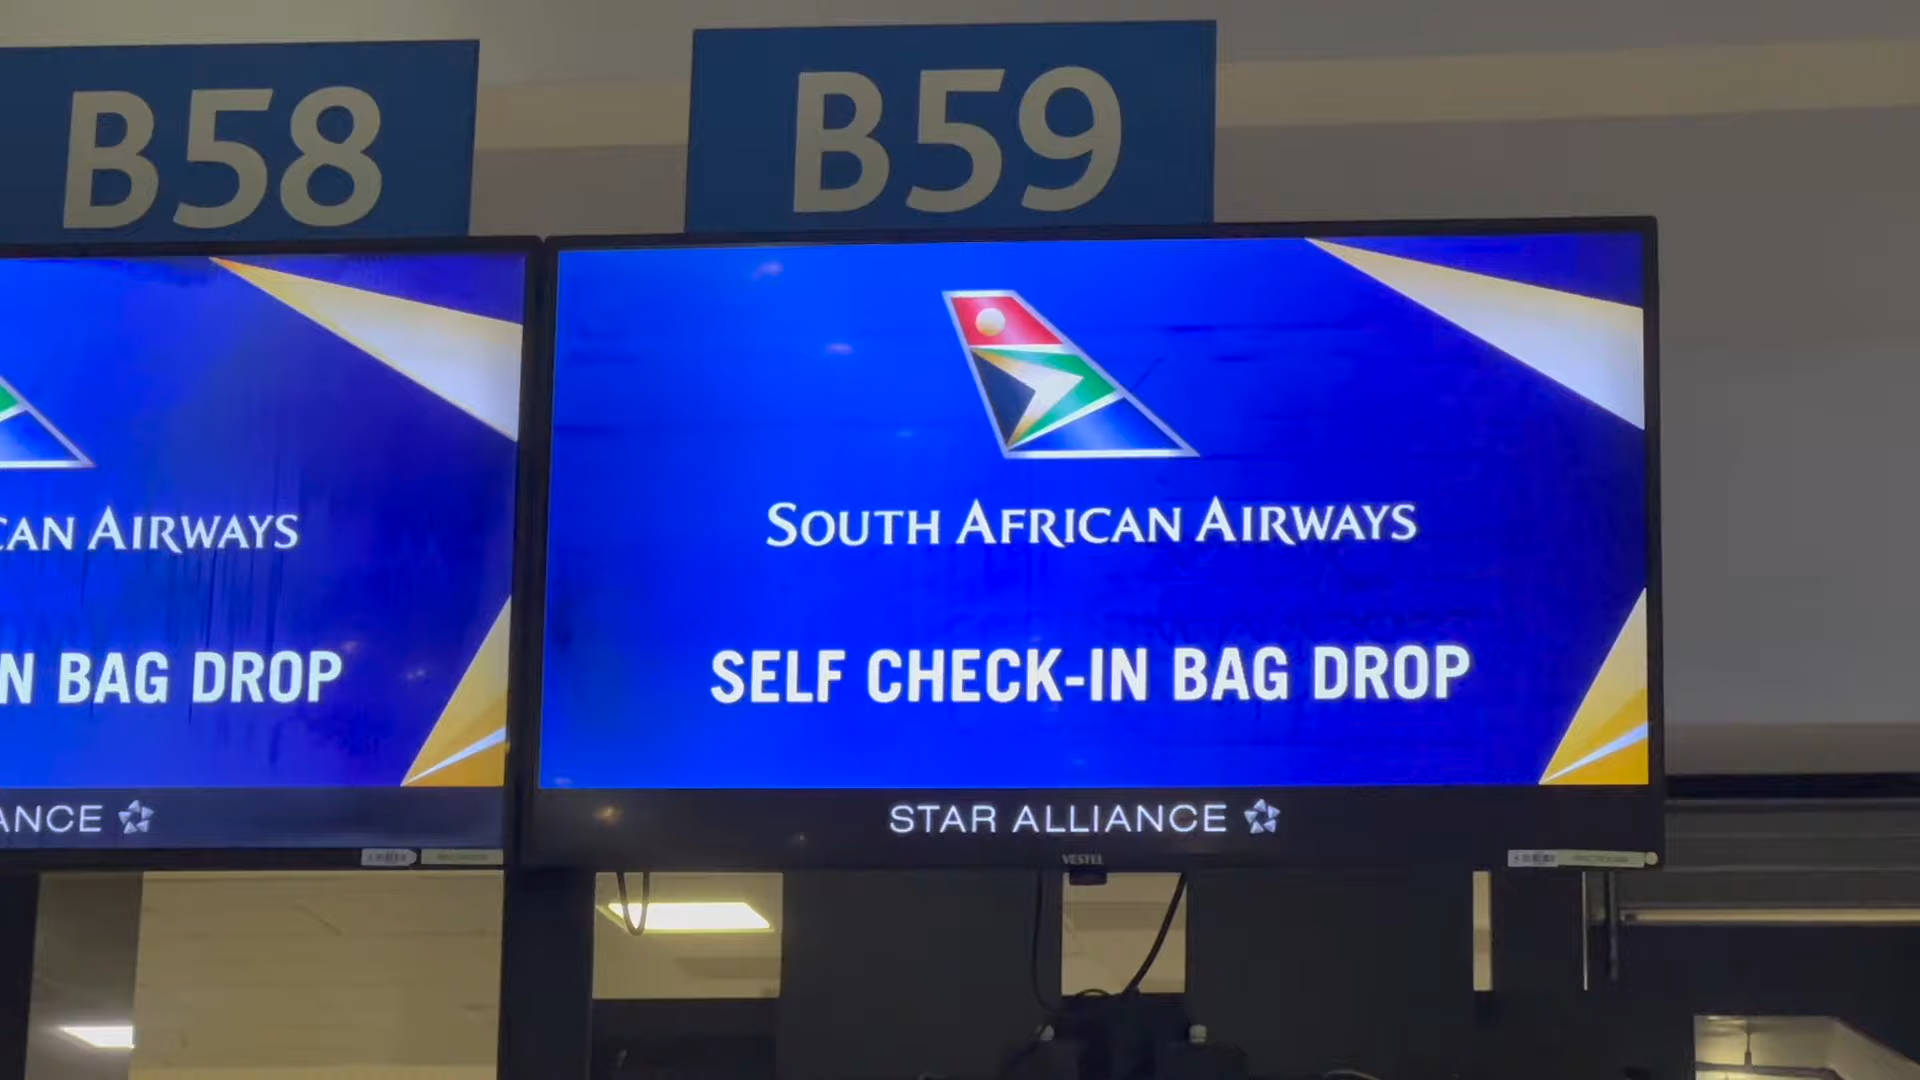 B58
B59
CAN AIRWAYS
SOUTH AFRICAN AIRWAYS
N BAG DROP
SELF CHECK-IN BAG DROP
ANCE
STAR ALLIANCE
VESTEL